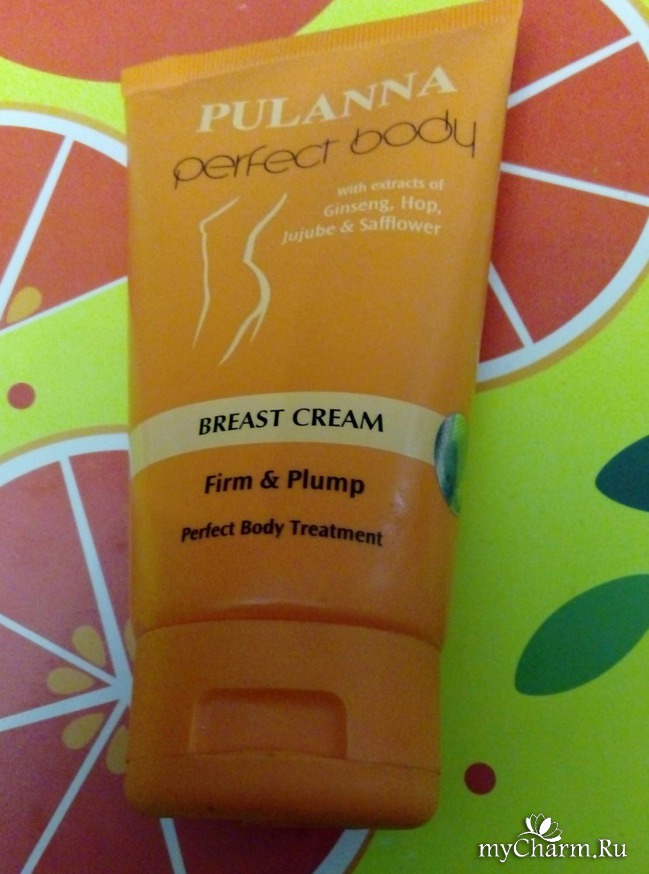 PULANNA
perfect body
with extracts of
Ginseng, Hop,
Jujube & Safflower
BREAST CREAM
Firm & Plump
Perfect Body Treatment
myCharm.Ru